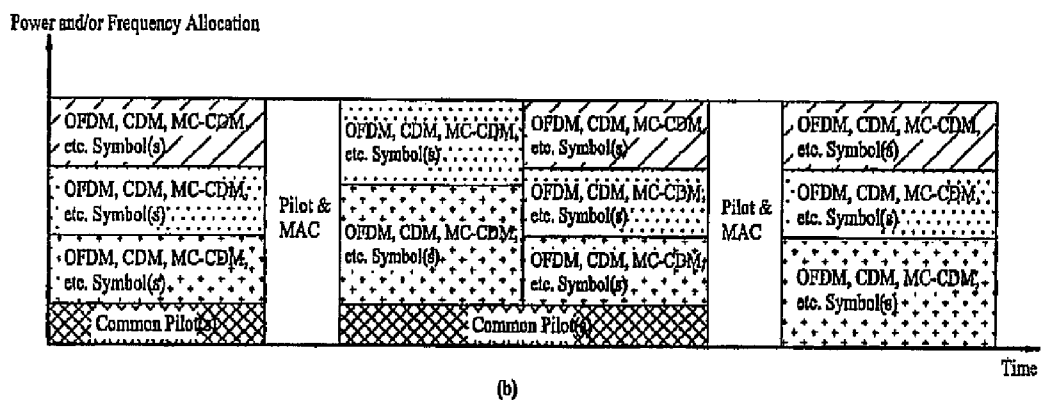 Power and/or Frequency Allocation
OFDM, CDM, MC-CDM,
etc. Symbol(s)
OFDM, CDM, MC-CDM,
etc. Symbol(s)
OFDM, CDM, MC-CDM,
etc. Symbol(s)
Common Pilot(s)
Pilot &
MAC
OFDM, CDM, MC-CDM,
etc. Symbol(s)
OFDM, CDM, MC-CDM,
etc. Symbol(s)
OFDM, CDM, MC-CDM,
etc. Symbol(s)
OFDM, CDM, MC-CDM,
etc. Symbol(s)
OFDM, CDM, MC-CDM,
etc. Symbol(s)
Common Pilot(s)
Pilot &
MAC
OFDM, CDM, MC-CDM,
etc. Symbol(s)
OFDM, CDM, MC-CDM,
etc. Symbol(s)
OFDM, CDM, MC-CDM,
etc. Symbol(s)
Time
(b)